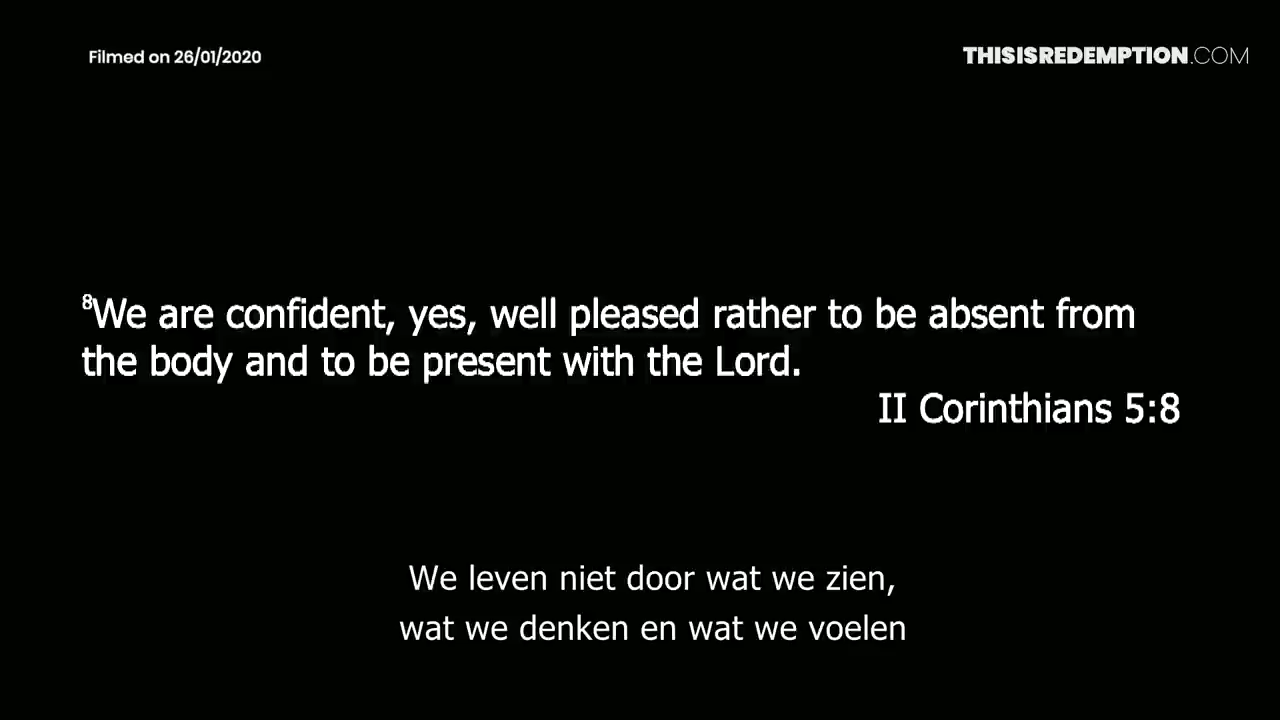 Filmed on 26/01/2020
THISISREDEMPTION.COM
8We are confident, yes, well pleased rather to be absent from
the body and to be present with the Lord.
II Corinthians 5:8
We leven niet door wat we zien,
wat we denken en wat we voelen